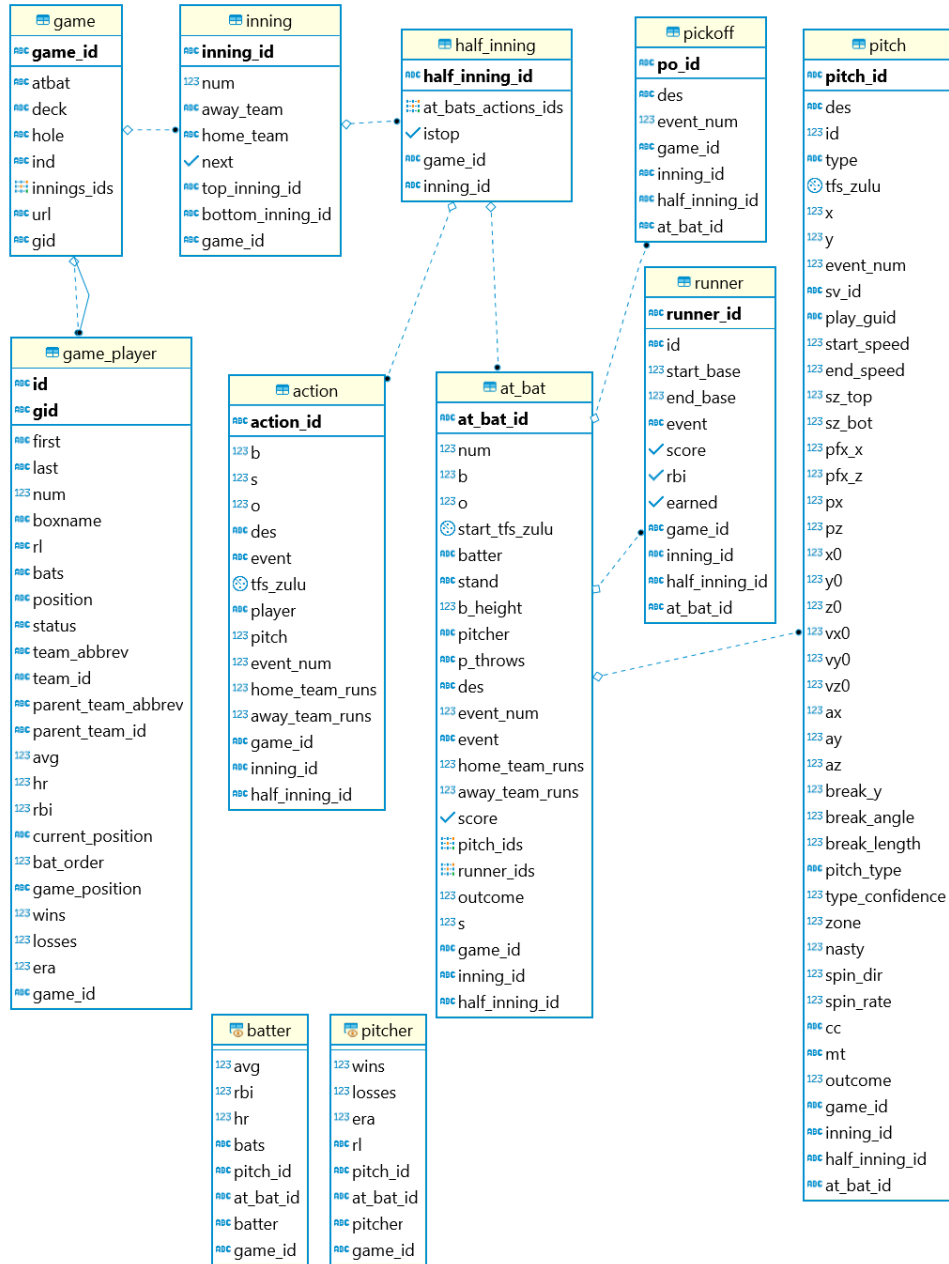 game
game_id
atbat
deck
hole
ind
innings_ids
url
gid
inning
inning_id
num
away_team
home_team
next
top_inning_id
bottom_inning_id
game_id
half_inning
half_inning_id
at_bats_actions_ids
istop
game_id
inning_id
pickoff
po_id
des
event_num
game_id
inning_id
half_inning_id
at_bat_id
pitch
pitch_id
des
id
type
tfs_zulu
x
y
event_num
sv_id
play_guid
start_speed
end_speed
sz_top
sz_bot
pfx_x
pfx_z
px
pz
x0
y0
z0
vx0
vy0
vz0
ax
ay
az
break_y
break_angle
break_length
pitch_type
type_confidence
zone
nasty
spin_dir
spin_rate
cc
mt
outcome
game_id
inning_id
half_inning_id
at_bat_id
runner
runner_id
id
start_base
end_base
event
score
rbi
earned
game_id
inning_id
half_inning_id
at_bat_id
game_player
id
gid
first
last
num
boxname
rl
bats
position
status
team_abbrev
team_id
parent_team_abbrev
parent_team_id
avg
hr
rbi
current_position
bat_order
game_position
wins
losses
era
game_id
action
action_id
b
s
o
des
event
tfs_zulu
player
pitch
event_num
home_team_runs
away_team_runs
game_id
inning_id
half_inning_id
at_bat
at_bat_id
num
b
o
start_tfs_zulu
batter
stand
b_height
pitcher
p_throws
des
event_num
event
home_team_runs
away_team_runs
score
pitch_ids
runner_ids
outcome
s
game_id
inning_id
half_inning_id
batter
avg
rbi
hr
bats
pitch_id
at_bat_id
batter
game_id
pitcher
wins
losses
era
rl
pitch_id
at_bat_id
pitcher
game_id